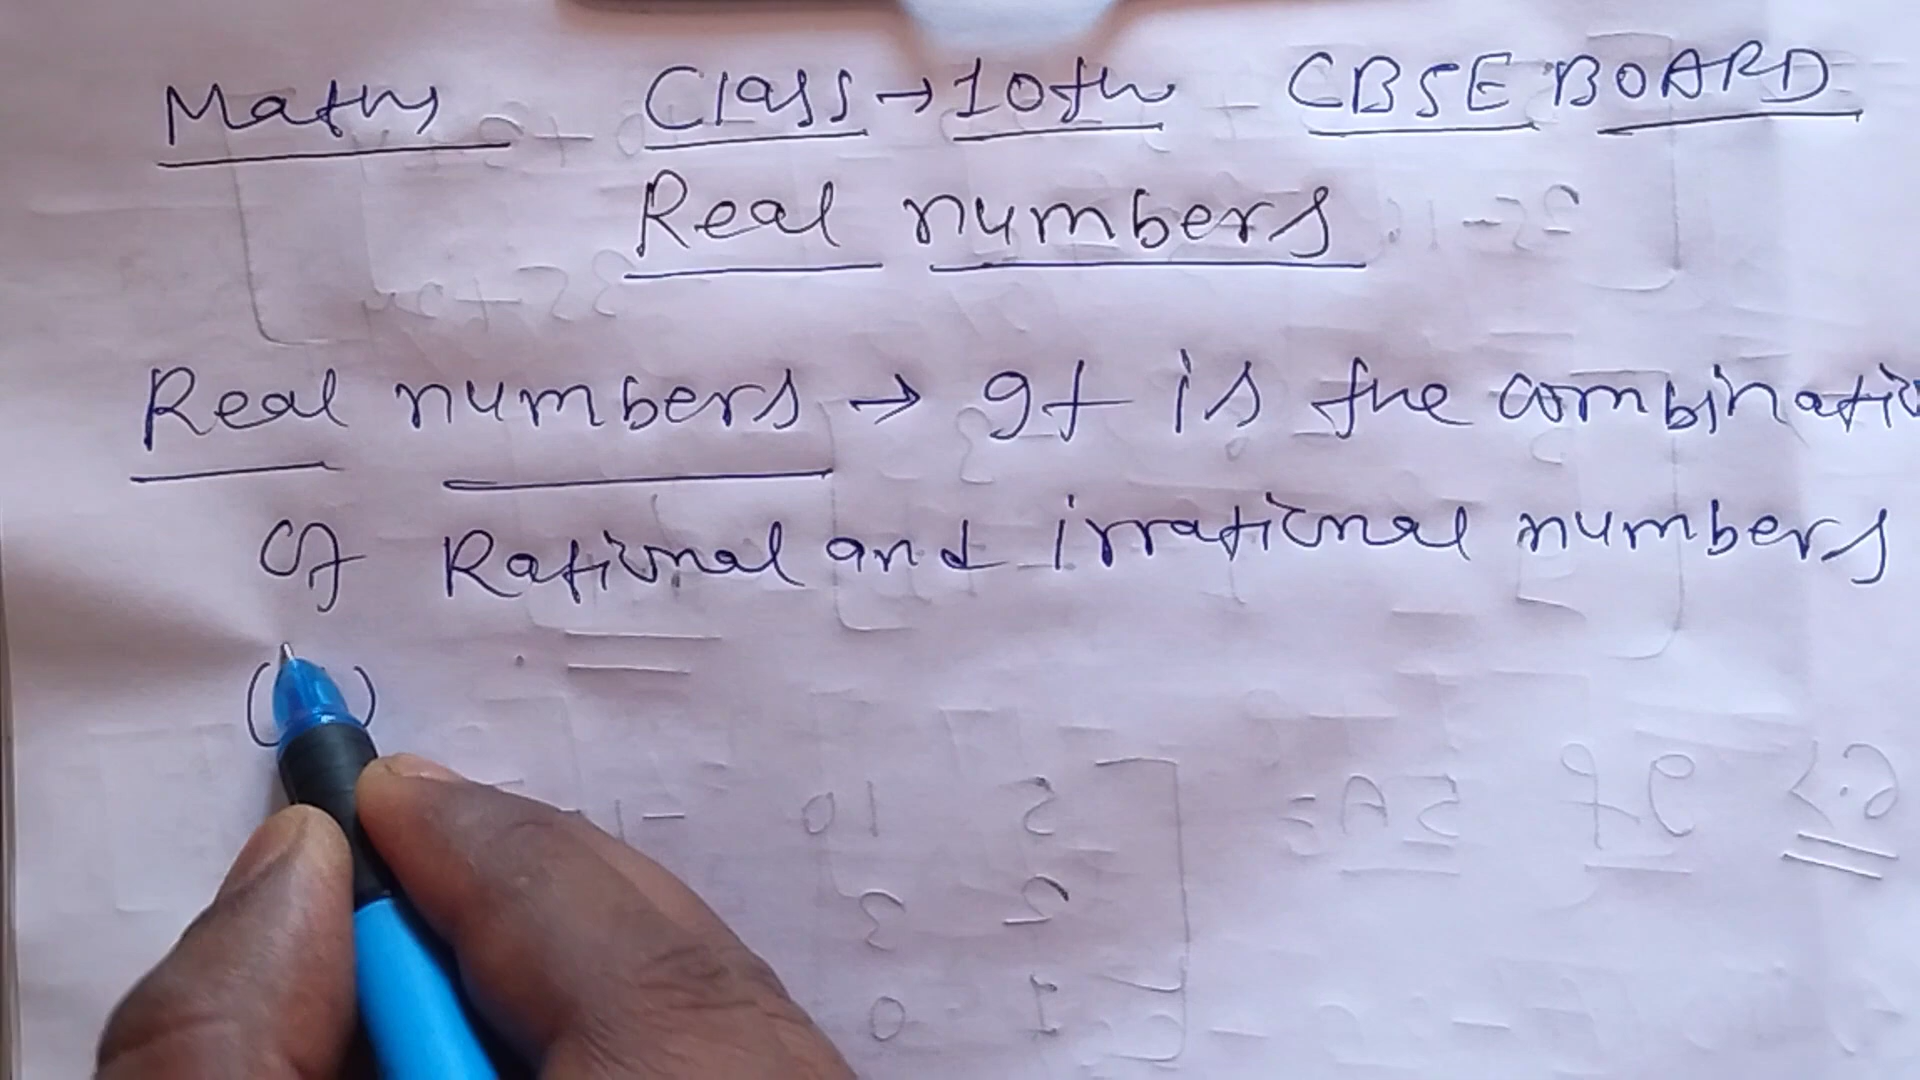 Maths Class → 10th CBSE BOARD
Real numbers
Real numbers → It is the combinatio
of Rational and irrational numbers
( )